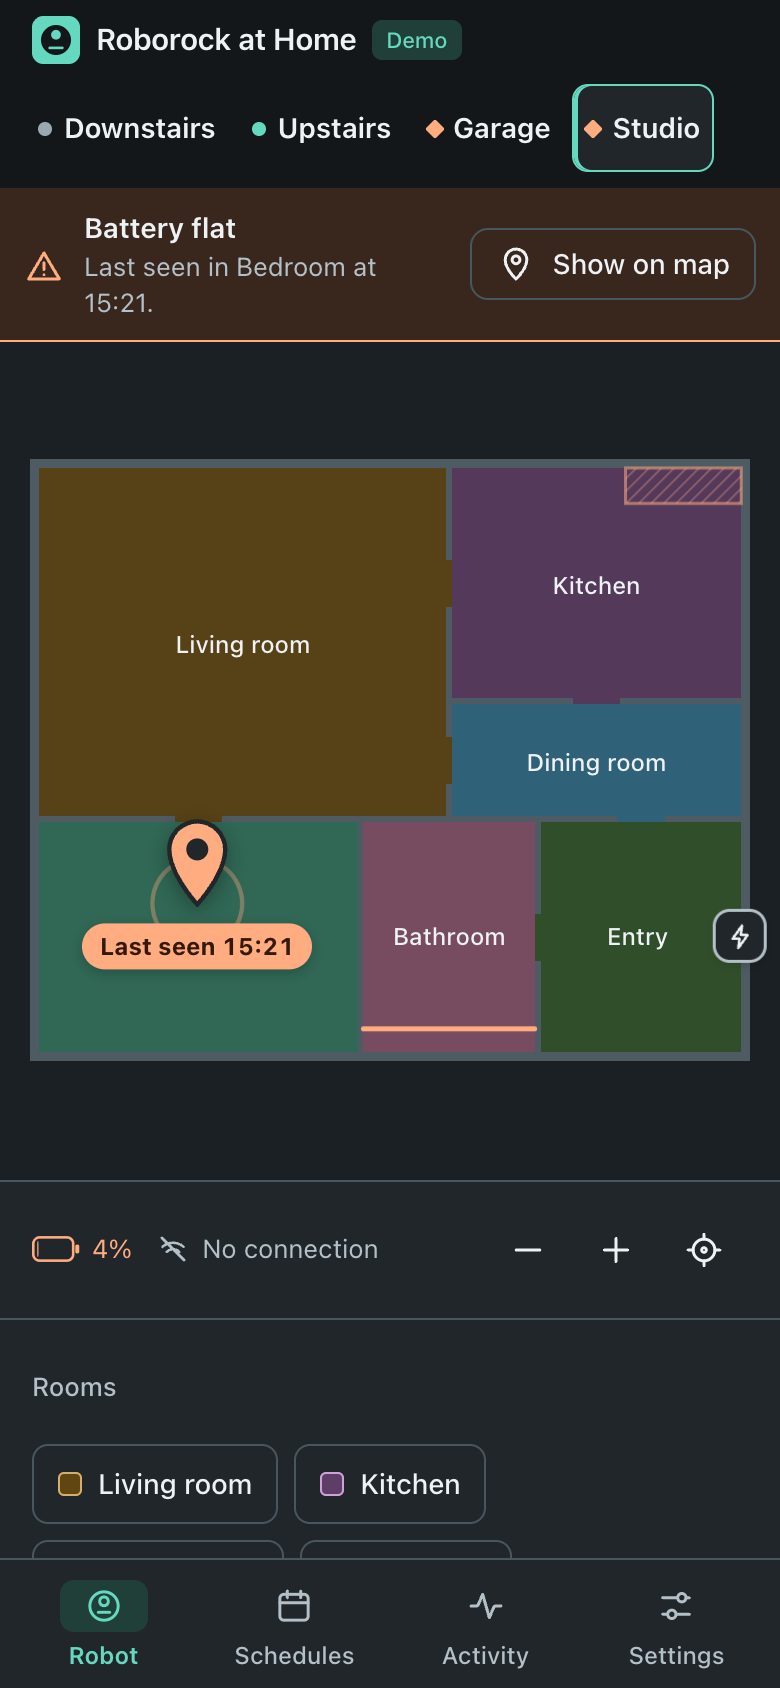 Roborock at Home
Demo
Downstairs
Upstairs
Garage
Studio
Battery flat
Last seen in Bedroom at
15:21.
Show on map
Kitchen
Living room
Dining room
Last seen 15:21
Bathroom
Entry
4%
No connection
Rooms
Living room
Kitchen
Robot
Schedules
Activity
Settings